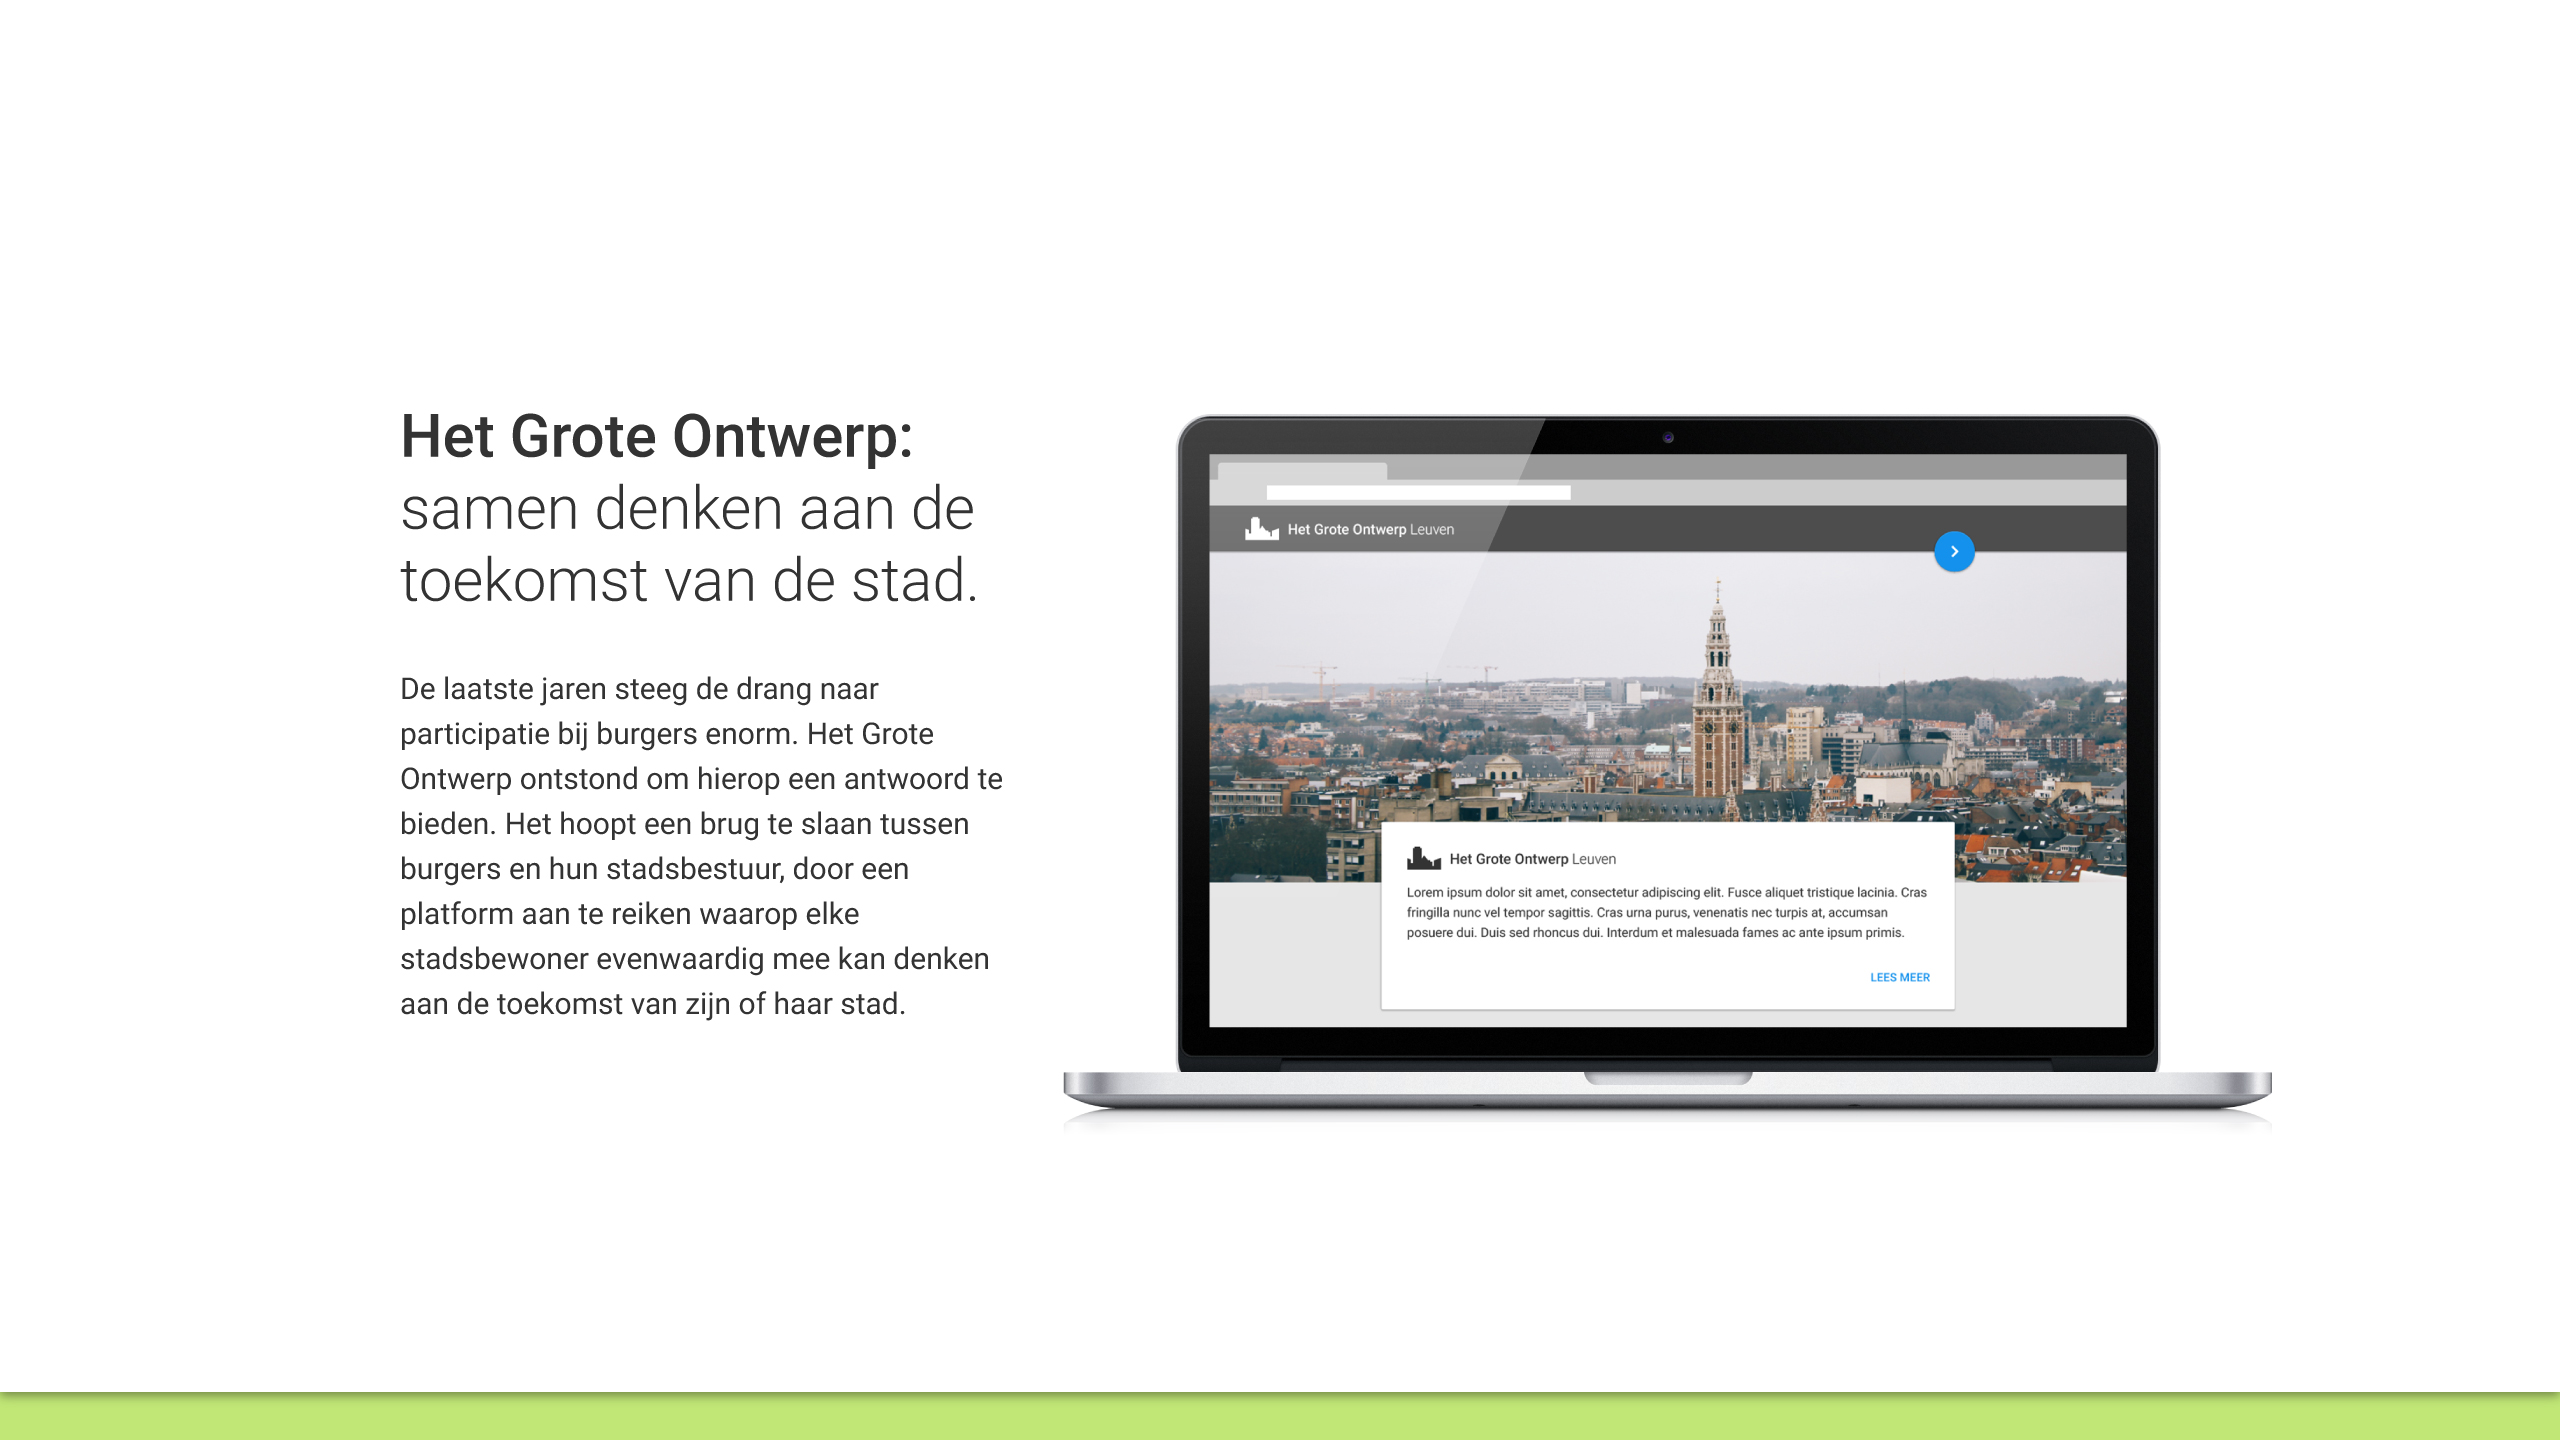 Het Grote Ontwerp:
samen denken aan de
toekomst van de stad.
De laatste jaren steeg de drang naar
participatie bij burgers enorm. Het Grote
Ontwerp ontstond om hierop een antwoord te
bieden. Het hoopt een brug te slaan tussen
burgers en hun stadsbestuur, door een
platform aan te reiken waarop elke
stadsbewoner evenwaardig mee kan denken
aan de toekomst van zijn of haar stad.
Het Grote Ontwerp Leuven
Het Grote Ontwerp Leuven
Lorem ipsum dolor sit amet, consectetur adipiscing elit. Fusce aliquet tristique lacinia. Cras
fringilla nunc vel tempor sagittis. Cras urna purus, venenatis nec turpis at, accumsan
posuere dui. Duis sed rhoncus dui. Interdum et malesuada fames ac ante ipsum primis.
LEES MEER